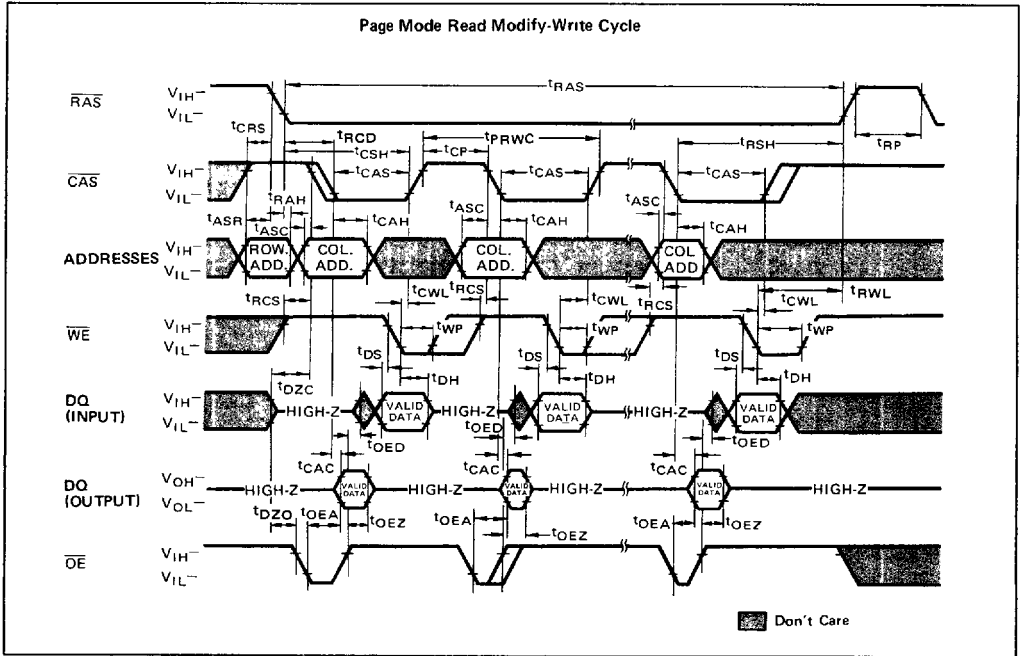 Page Mode Read Modify-Write Cycle
RAS
VIH–
VIL–
tRAS
tRP
tCRS
tRCD
tCSH
tCP
tPRWC
tRSH
CAS
VIH–
VIL–
tCAS
tCAS
tCAS
tASR
tRAH
tASC
tCAH
tASC
tCAH
tASC
tCAH
ADDRESSES
VIH–
VIL–
ROW. ADD.
COL. ADD.
COL. ADD.
COL ADD
tRCS
tCWL
tRCS
tCWL
tRCS
tCWL
tRWL
WE
VIH–
VIL–
tWP
tWP
tWP
tDS
tDH
tDS
tDH
tDS
tDH
tDZC
DQ
(INPUT)
VIH–
VIL–
HIGH-Z
VALID DATA
HIGH-Z
VALID DATA
HIGH-Z
VALID DATA
tOED
tOED
tOED
tCAC
tCAC
tCAC
DQ
(OUTPUT)
VOH–
VOL–
HIGH-Z
VALID DATA
HIGH-Z
VALID DATA
HIGH-Z
VALID DATA
HIGH-Z
tDZO
tOEA
tOEZ
tOEA
tOEZ
tOEA
tOEZ
OE
VIH–
VIL–
Don't Care